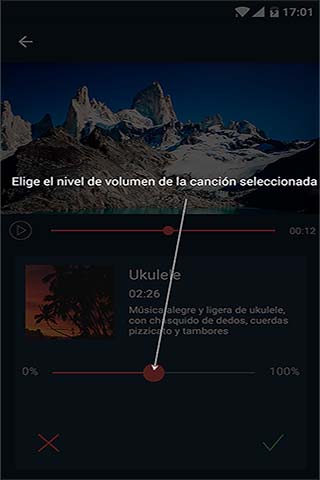 17:01
Elige el nivel de volumen de la canción seleccionada
00:12
Ukulele
02:26
Música alegre y ligera de ukulele,
con chasquido de dedos, cuerdas
pizzicato y tambores
0%
100%